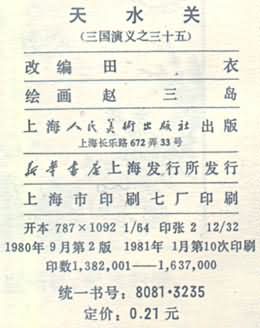 天水关
(三国演义之三十五)
改编 田衣
绘画 赵三岛
上海人民美术出版社出版
上海长乐路672弄33号
新华书店上海发行所发行
上海市印刷七厂印刷
开本 787×1092 1/64 印张 2 12/32
1980年9月第2版 1981年1月第10次印刷
印数1,382,001——1,637,000
统一书号：8081·3235
定价：0.21元